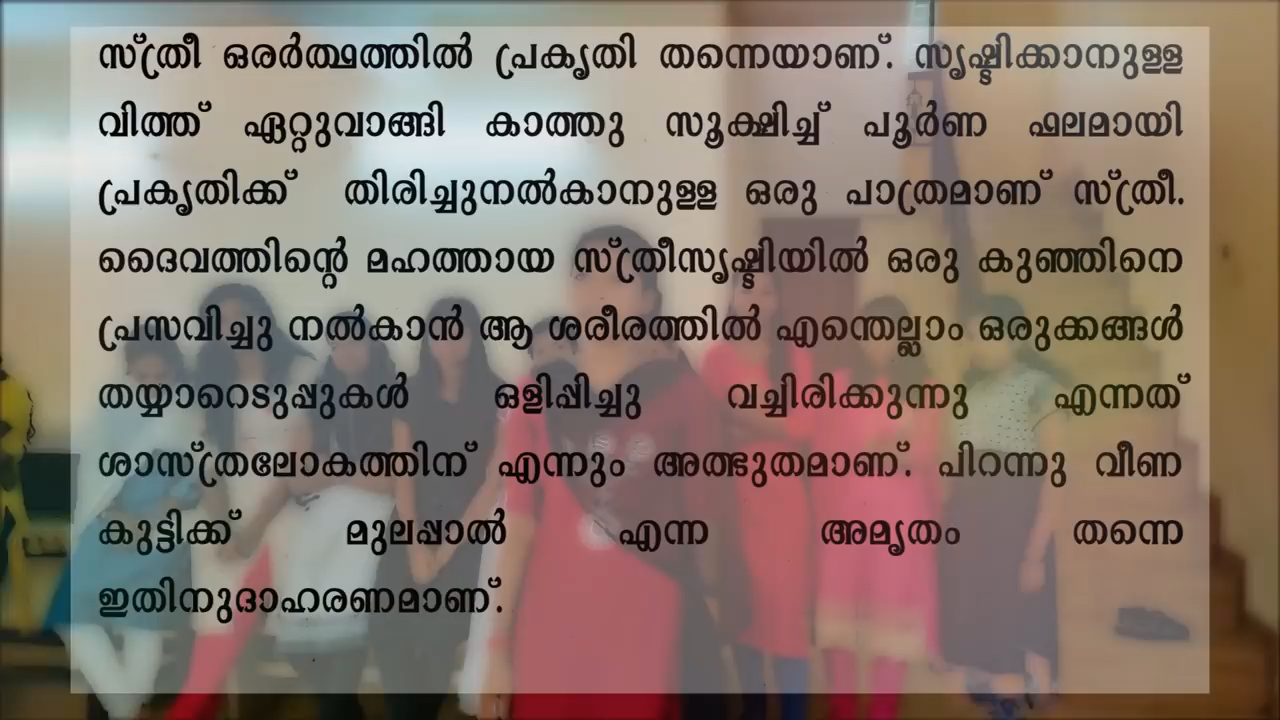 സ്ത്രീ ഒരർത്ഥത്തിൽ പ്രകൃതി തന്നെയാണ്. സൃഷ്ടിക്കാനുള്ള
വിത്ത് ഏറ്റുവാങ്ങി കാത്തു സൂക്ഷിച്ച് പൂർണ ഫലമായി
പ്രകൃതിക്ക് തിരിച്ചുനൽകാനുള്ള ഒരു പാത്രമാണ് സ്ത്രീ.
ദൈവത്തിന്റെ മഹത്തായ സ്ത്രീസൃഷ്ടിയിൽ ഒരു കുഞ്ഞിനെ
പ്രസവിച്ചു നൽകാൻ ആ ശരീരത്തിൽ എന്തെല്ലാം ഒരുക്കങ്ങൾ
തയ്യാറെടുപ്പുകൾ ഒളിപ്പിച്ചു വച്ചിരിക്കുന്നു എന്നത്
ശാസ്ത്രലോകത്തിന് എന്നും അത്ഭുതമാണ്. പിറന്നു വീണ
കുട്ടിക്ക് മുലപ്പാൽ എന്ന അമൃതം തന്നെ
ഇതിനുദാഹരണമാണ്.